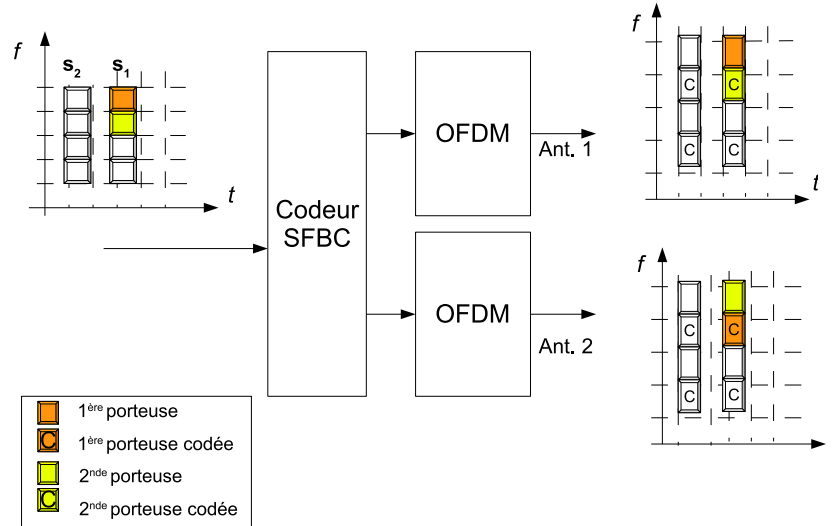 f
s2
s1
t
Codeur
SFBC
OFDM
Ant. 1
OFDM
Ant. 2
f
C
C
C
C
t
f
C
C
C
C
t
1ère porteuse
C
1ère porteuse codée
2nde porteuse
C
2nde porteuse codée